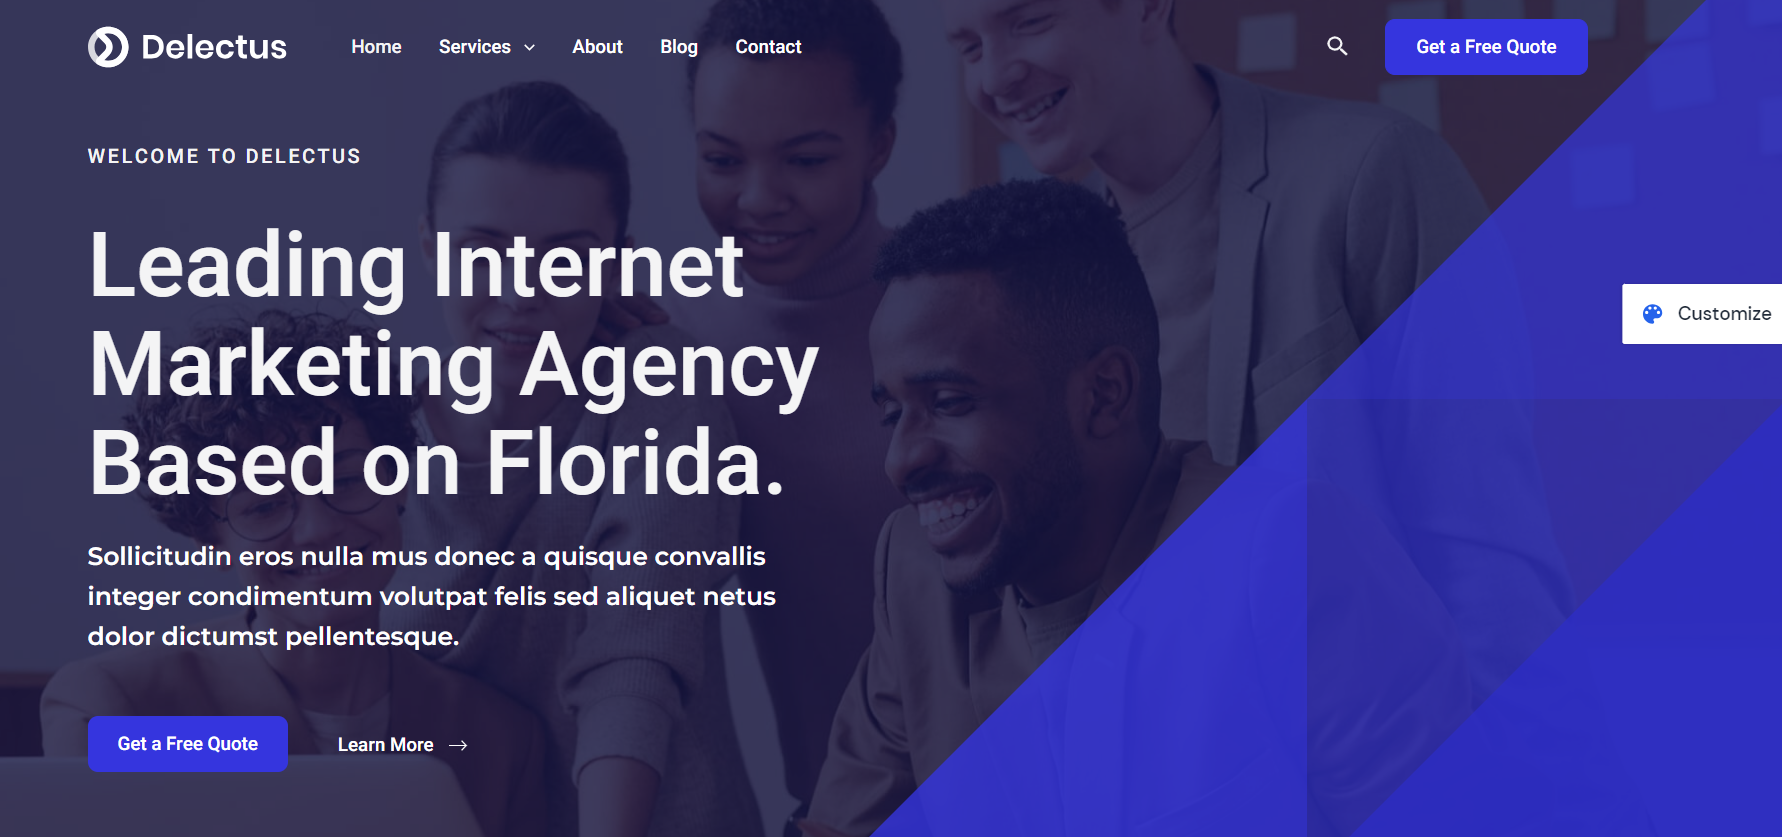 Delectus
Home Services About Blog Contact
Get a Free Quote
WELCOME TO DELECTUS
Leading Internet
Marketing Agency
Based on Florida.
Customize
Sollicitudin eros nulla mus donec a quisque convallis
integer condimentum volutpat felis sed aliquet netus
dolor dictumst pellentesque.
Get a Free Quote
Learn More →